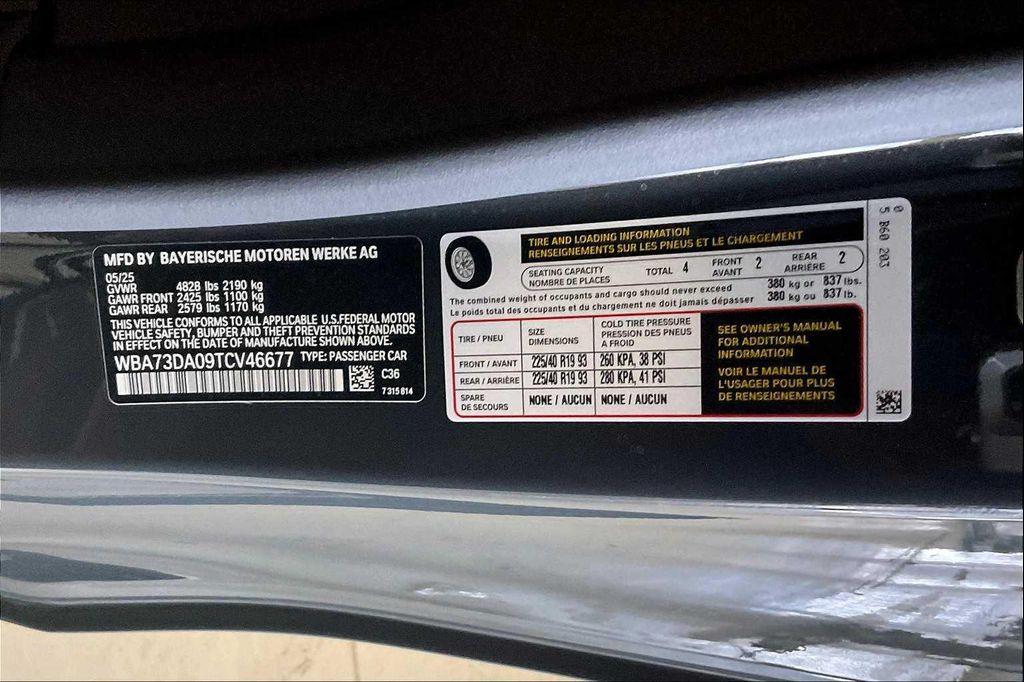 MFD BY BAYERISCHE MOTOREN WERKE AG
05/25
GVWR 4828 lbs 2190 kg
GAWR FRONT 2425 lbs 1100 kg
GAWR REAR 2579 lbs 1170 kg
THIS VEHICLE CONFORMS TO ALL APPLICABLE U.S.FEDERAL MOTOR
VEHICLE SAFETY, BUMPER AND THEFT PREVENTION STANDARDS
IN EFFECT ON DATE OF MANUFACTURE SHOWN ABOVE.
WBA73DA09TCV46677 TYPE: PASSENGER CAR
C36
7315814
TIRE AND LOADING INFORMATION
RENSEIGNEMENTS SUR LES PNEUS ET LE CHARGEMENT
SEATING CAPACITY
NOMBRE DE PLACES
TOTAL 4
FRONT
AVANT 2
REAR
ARRIÈRE 2
The combined weight of occupants and cargo should never exceed 380 kg or 837 lbs.
Le poids total des occupants et du chargement ne doit jamais dépasser 380 kg ou 837 lb.
TIRE / PNEU
SIZE
DIMENSIONS
COLD TIRE PRESSURE
PRESSION DES PNEUS
A FROID
FRONT / AVANT 225/40 R19 93 260 KPA, 38 PSI
REAR / ARRIÈRE 225/40 R19 93 280 KPA, 41 PSI
SPARE
DE SECOURS
NONE / AUCUN NONE / AUCUN
SEE OWNER'S MANUAL
FOR ADDITIONAL
INFORMATION
VOIR LE MANUEL DE
L'USAGER POUR PLUS
DE RENSEIGNEMENTS
0
5 B60 203